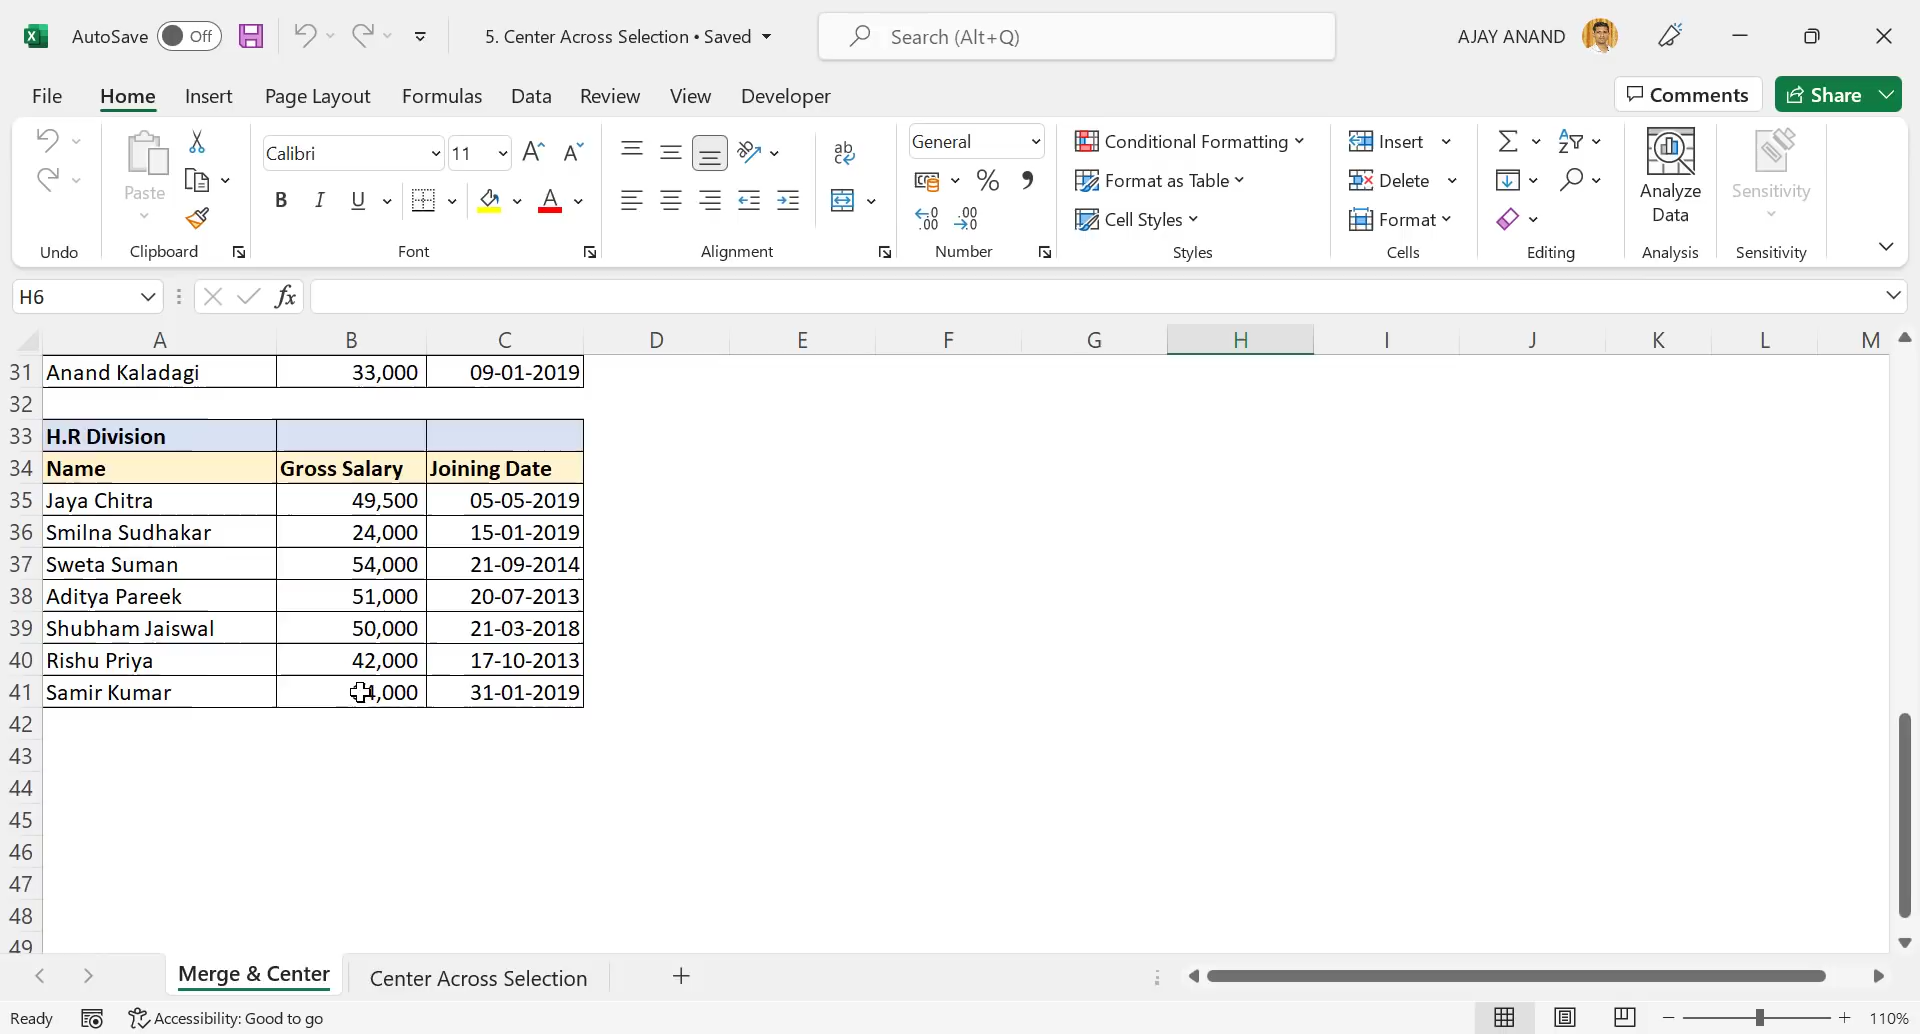 AutoSave Off 5. Center Across Selection • Saved Search (Alt+Q) AJAY ANAND
File Home Insert Page Layout Formulas Data Review View Developer Comments Share
Calibri 11 General Conditional Formatting Insert
Paste Format as Table Delete Analyze Data Sensitivity
B I U Cell Styles Format
Undo Clipboard Font Alignment Number Styles Cells Editing Analysis Sensitivity
H6 fx
A B C D E F G H I J K L M
31 Anand Kaladagi 33,000 09-01-2019
32
33 H.R Division
34 Name Gross Salary Joining Date
35 Jaya Chitra 49,500 05-05-2019
36 Smilna Sudhakar 24,000 15-01-2019
37 Sweta Suman 54,000 21-09-2014
38 Aditya Pareek 51,000 20-07-2013
39 Shubham Jaiswal 50,000 21-03-2018
40 Rishu Priya 42,000 17-10-2013
41 Samir Kumar 31-01-2019
42
43
44
45
46
47
48
49
Merge & Center Center Across Selection
Ready Accessibility: Good to go 110%